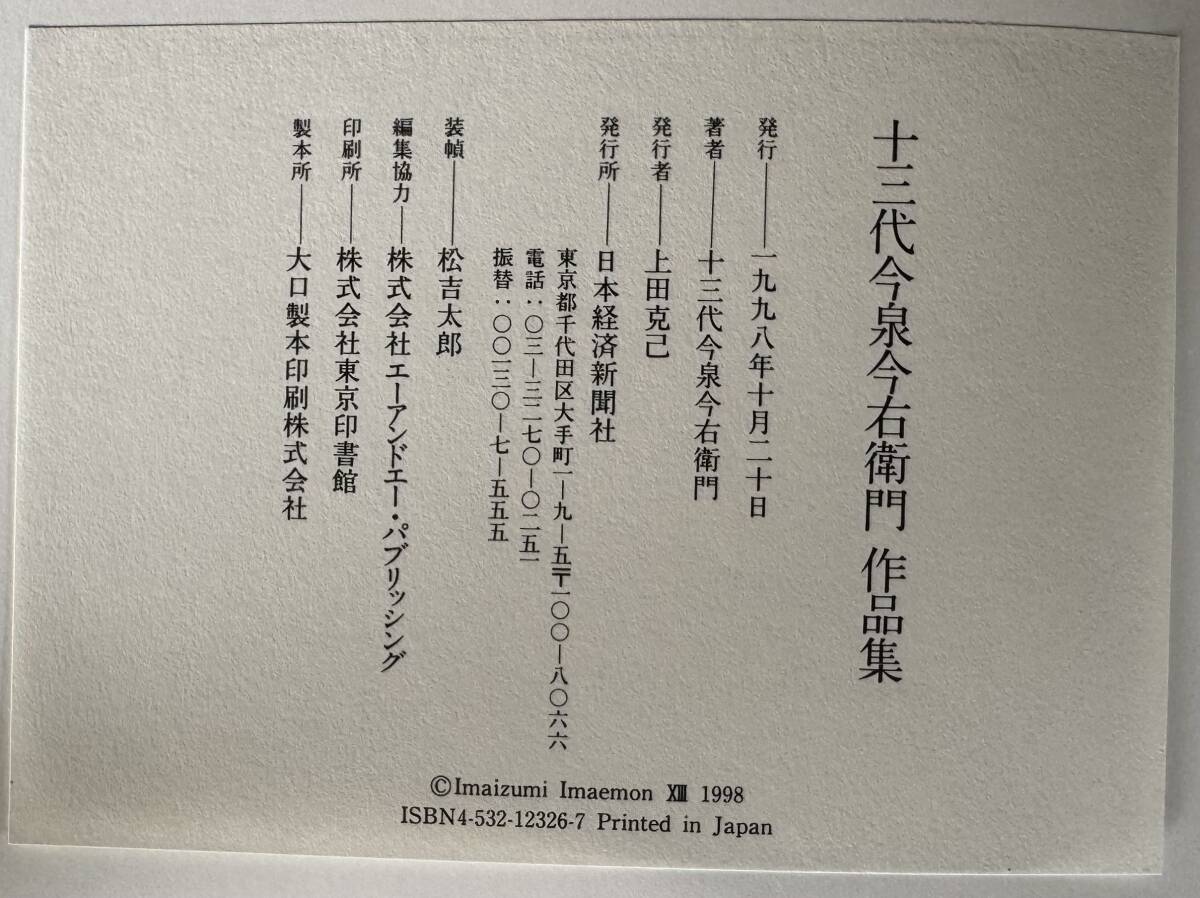 十三代今泉今右衛門 作品集
発行――一九九八年十月二十日
著者――十三代今泉今右衛門
発行者――上田克己
発行所――日本経済新聞社
東京都千代田区大手町一―九―五〒一〇〇―八〇六六
電話:〇三―三二七〇―〇二五一
振替:〇〇一三〇―七―五五五
装幀――松吉太郎
編集協力――株式会社エーアンドエー・パブリッシング
印刷所――株式会社東京印書館
製本所――大口製本印刷株式会社
©Imaizumi Imaemon XIII 1998
ISBN4-532-12326-7 Printed in Japan